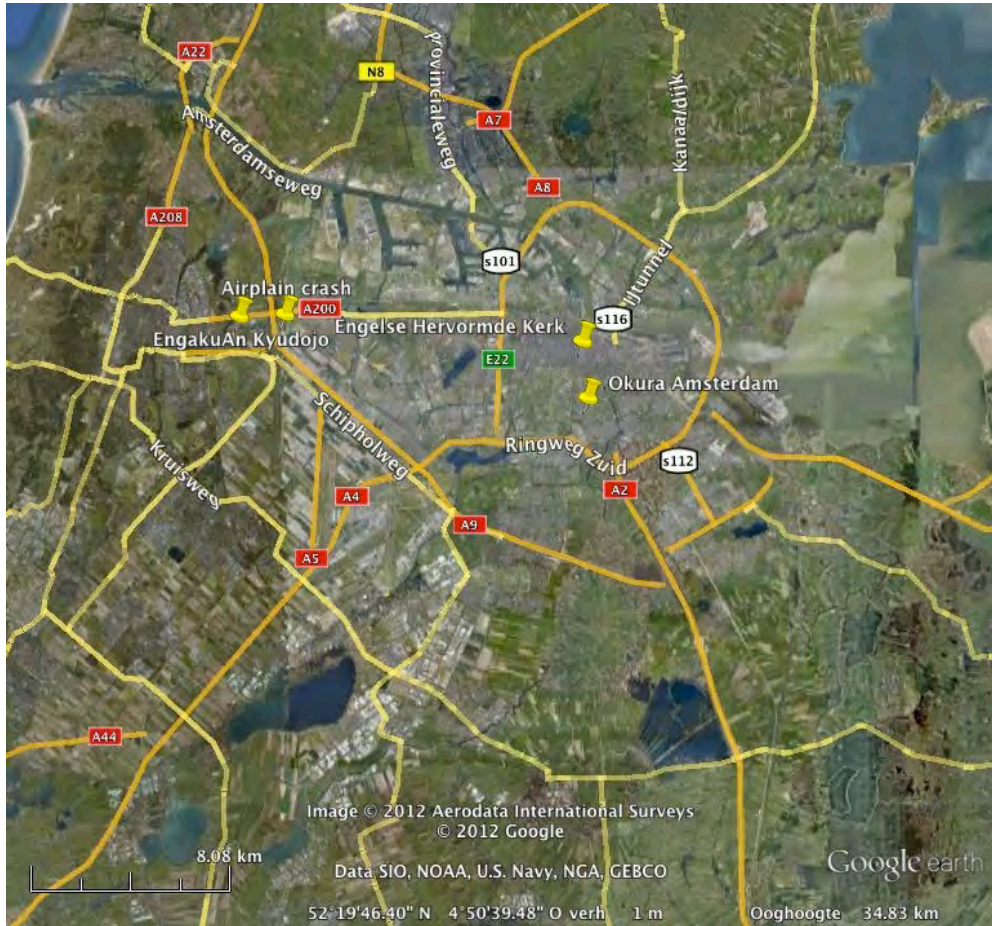 A22
N8
Provincialeweg
A7
Kanaaldijk
Amsterdamseweg
A8
A208
s101
IJtunnel
Airplain crash
A200
Engelse Hervormde Kerk
s116
EngakuAn Kyudojo
E22
Okura Amsterdam
Schipholweg
Ringweg Zuid
Kruisweg
s112
A4
A2
A9
A5
A44
Image © 2012 Aerodata International Surveys
© 2012 Google
8.08 km
Data SIO, NOAA, U.S. Navy, NGA, GEBCO
Google earth
52°19'46.40" N 4°50'39.48" O verh 1 m Ooghoogte 34.83 km